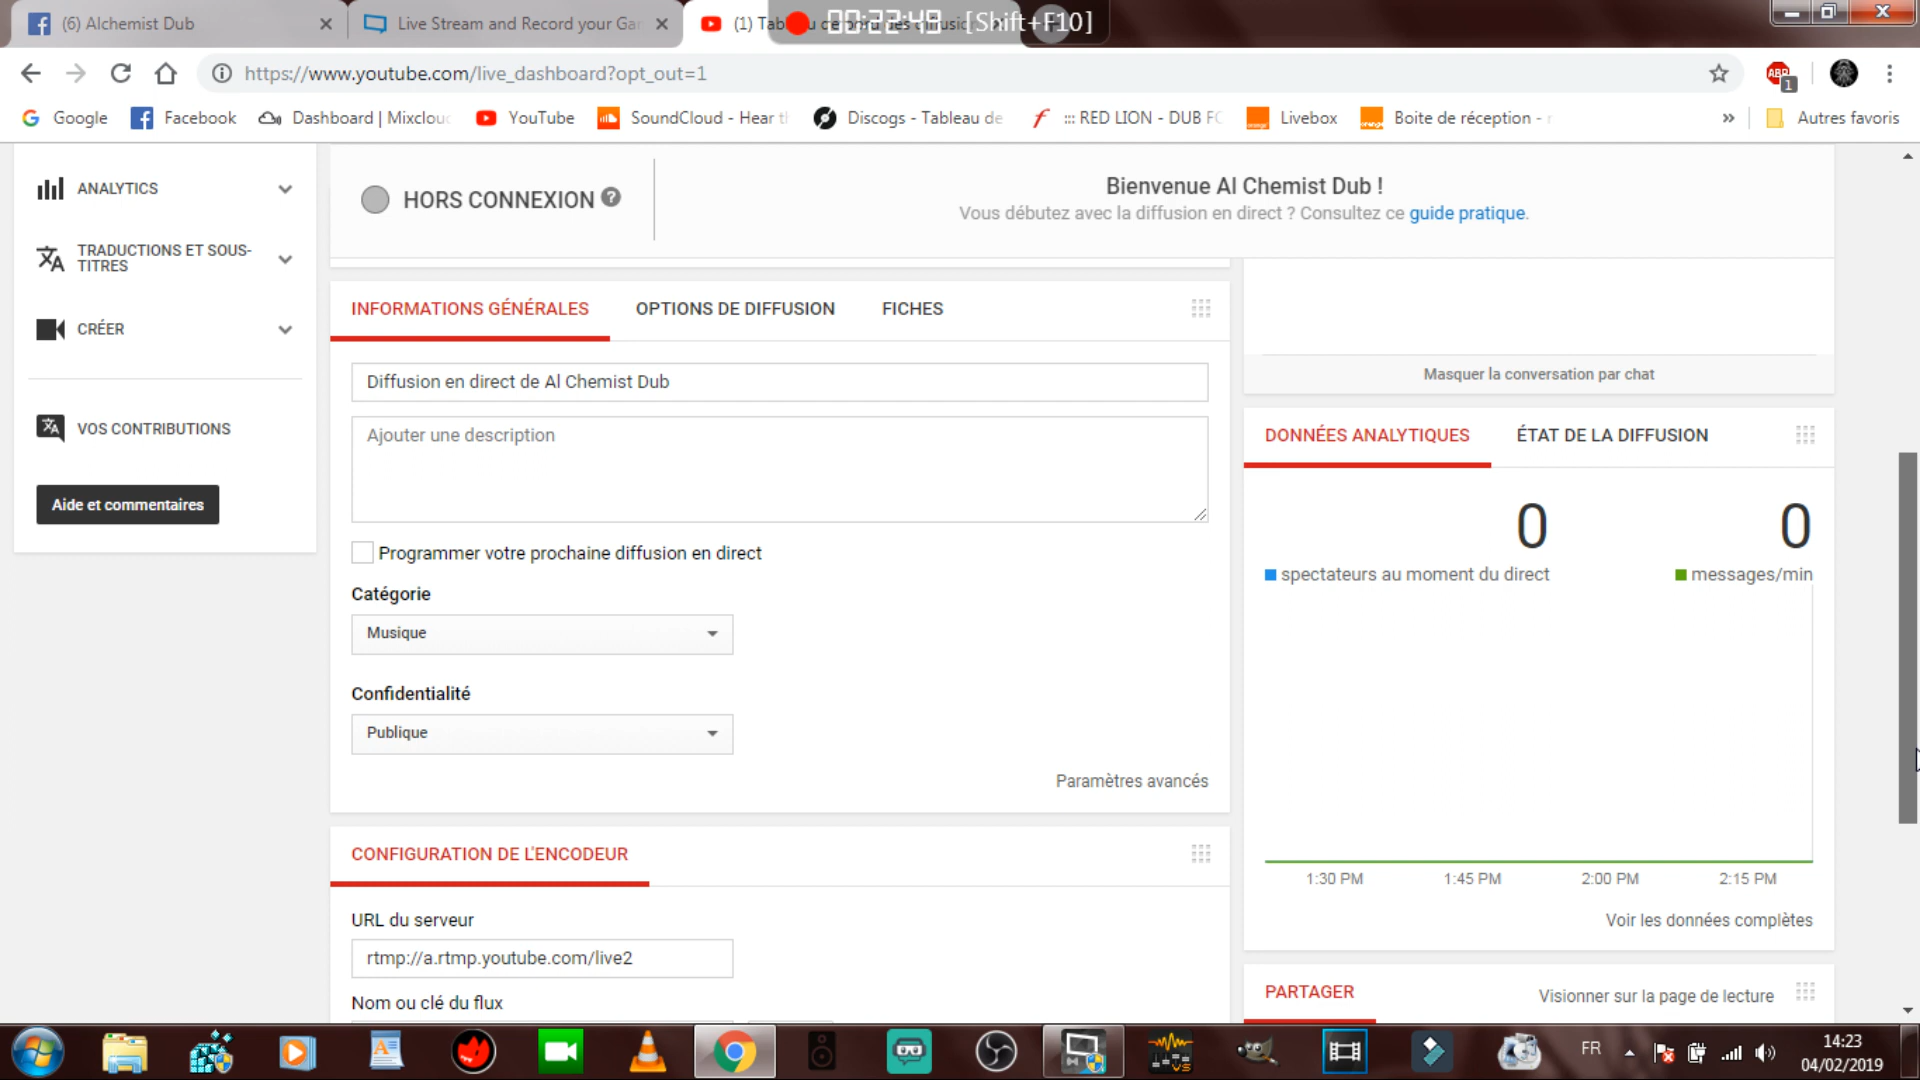 (6) Alchemist Dub
Live Stream and Record your Gar
(1) Tab
00:22:49 [Shift+F10]
https://www.youtube.com/live_dashboard?opt_out=1
ABP
1
Google
Facebook
Dashboard | Mixclou
YouTube
SoundCloud - Hear t
Discogs - Tableau de
::: RED LION - DUB FO
Livebox
Boite de réception -
»
Autres favoris
ANALYTICS
TRADUCTIONS ET SOUS-
TITRES
CRÉER
VOS CONTRIBUTIONS
Aide et commentaires
HORS CONNEXION
Bienvenue Al Chemist Dub !
Vous débutez avec la diffusion en direct ? Consultez ce guide pratique.
INFORMATIONS GÉNÉRALES
OPTIONS DE DIFFUSION
FICHES
Diffusion en direct de Al Chemist Dub
Ajouter une description
Programmer votre prochaine diffusion en direct
Catégorie
Musique
Confidentialité
Publique
Paramètres avancés
CONFIGURATION DE L'ENCODEUR
URL du serveur
rtmp://a.rtmp.youtube.com/live2
Nom ou clé du flux
Masquer la conversation par chat
DONNÉES ANALYTIQUES
ÉTAT DE LA DIFFUSION
0
0
spectateurs au moment du direct
messages/min
1:30 PM
1:45 PM
2:00 PM
2:15 PM
Voir les données complètes
PARTAGER
Visionner sur la page de lecture
FR
14:23
04/02/2019